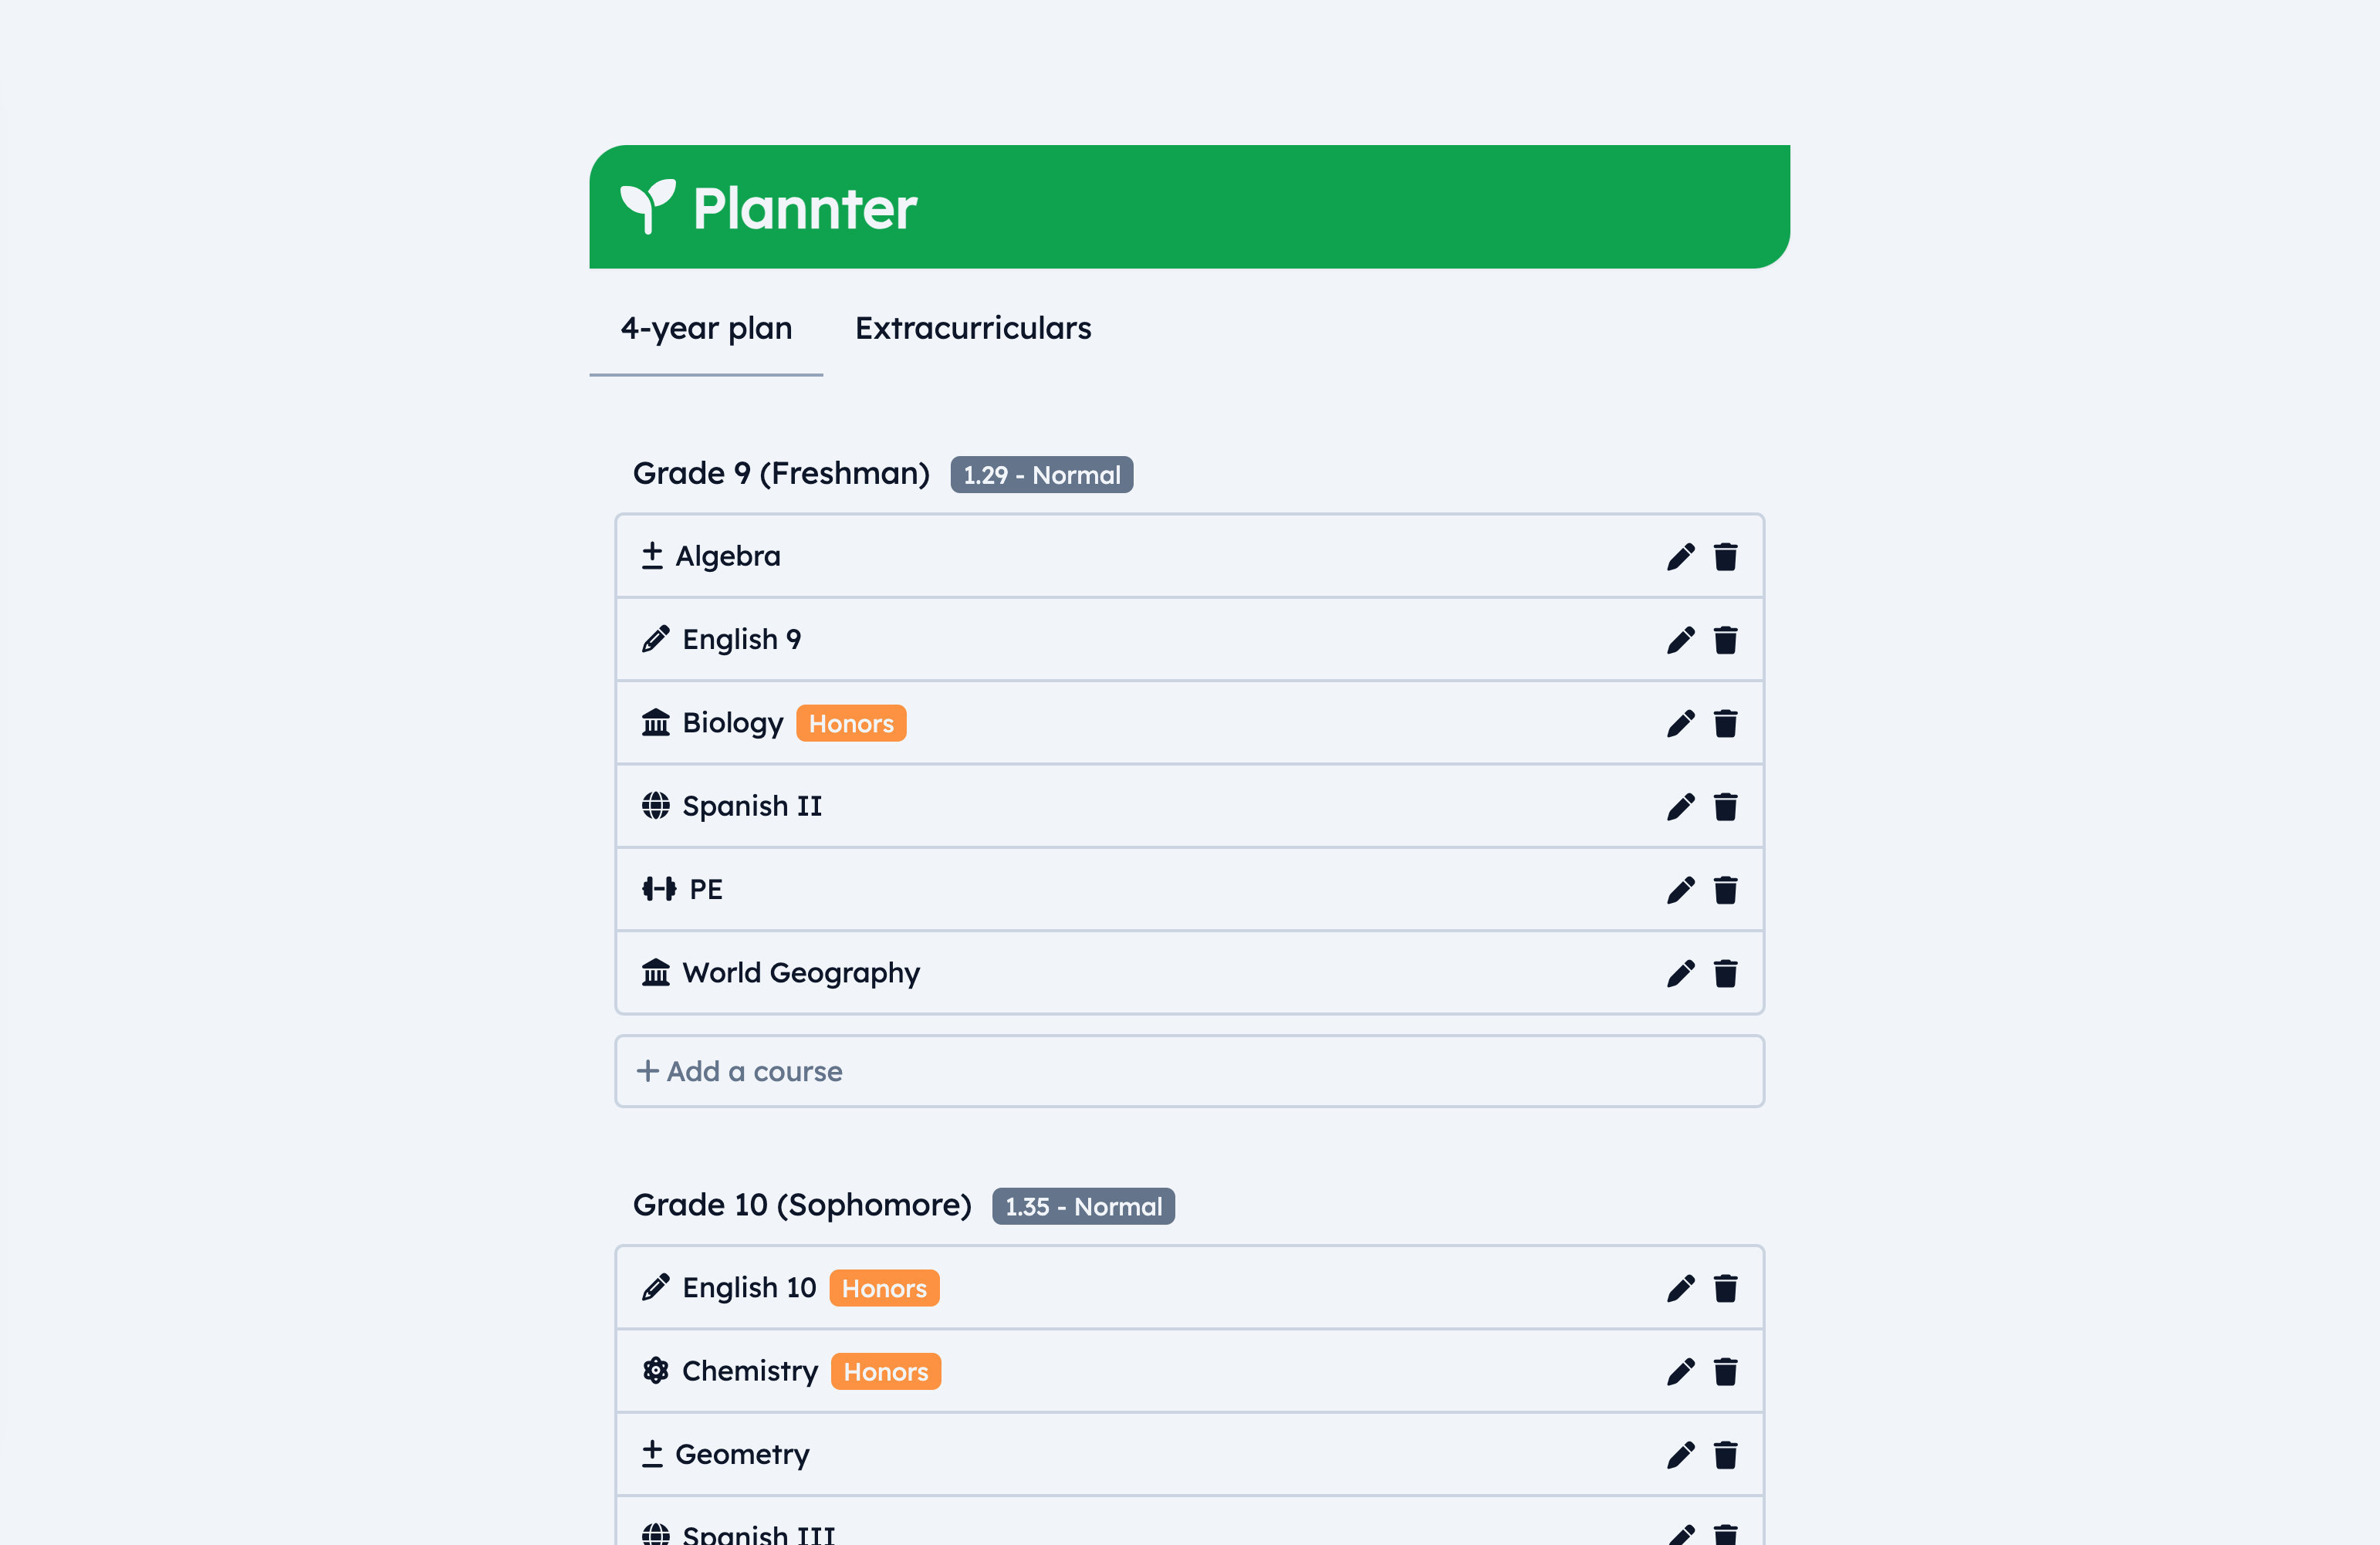 Plannter
4-year plan Extracurriculars
Grade 9 (Freshman) 1.29 - Normal
Algebra
English 9
Biology Honors
Spanish II
PE
World Geography
Add a course
Grade 10 (Sophomore) 1.35 - Normal
English 10 Honors
Chemistry Honors
Geometry
Spanish III